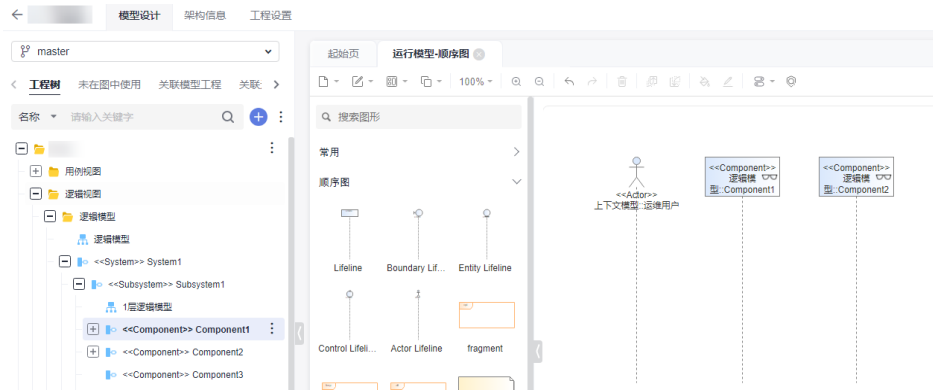 模型设计 架构信息 工程设置
master
起始页 运行模型-顺序图
工程树 未在图中使用 关联模型工程 关联
100%
名称 请输入关键字
搜索图形
用例视图
常用
逻辑视图
顺序图
逻辑模型
逻辑模型
<<System>> System1
<<Subsystem>> Subsystem1
1层逻辑模型
<<Component>> Component1
<<Component>> Component2
<<Component>> Component3
Lifeline Boundary Lif... Entity Lifeline
Control Lifeli... Actor Lifeline fragment
<<Actor>>
上下文模型::运维用户
<<Component>>
逻辑模
型::Component1
<<Component>>
逻辑模
型::Component2